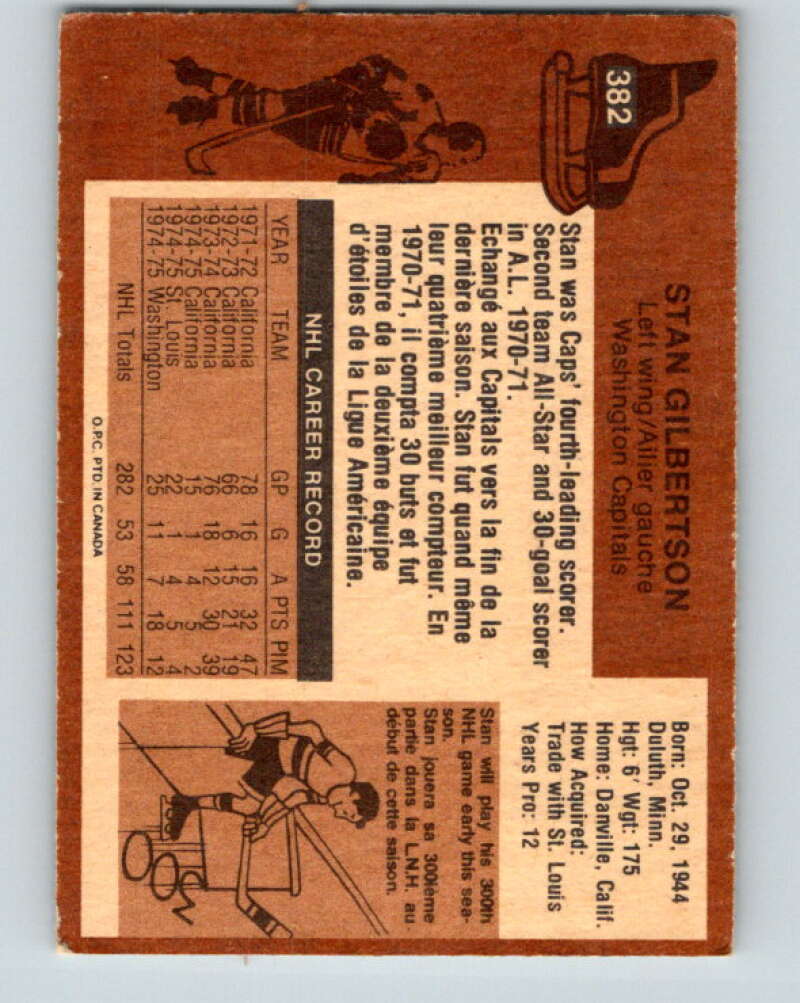 382
STAN GILBERTSON
Left wing/Ailier gauche
Washington Capitals
Born: Oct. 29, 1944
Duluth, Minn.
Hgt: 6' Wgt: 175
Home: Danville, Calif.
How Acquired:
Trade with St. Louis
Years Pro: 12
Stan was Caps' fourth-leading scorer.
Second team All-Star and 30-goal scorer
in A.L. 1970-71.
Echangé aux Capitals vers la fin de la
dernière saison. Stan fut quand même
leur quatrième meilleur compteur. En
1970-71, il compta 30 buts et fut
membre de la deuxième équipe
d'étoiles de la Ligue Américaine.
NHL CAREER RECORD
YEAR TEAM GP G A PTS PIM
1971-72 California 78 16 16 32 47
1972-73 California 66 6 15 21 19
1973-74 California 76 18 12 30 39
1974-75 California 15 1 4 5 2
1974-75 St. Louis 22 1 4 5 4
1974-75 Washington 25 11 7 18 12
NHL Totals 282 53 58 111 123
Stan will play his 300th
NHL game early this sea-
son.
Stan jouera sa 300ième
partie dans la L.N.H. au
début de cette saison.
O.P.C. PTD. IN CANADA